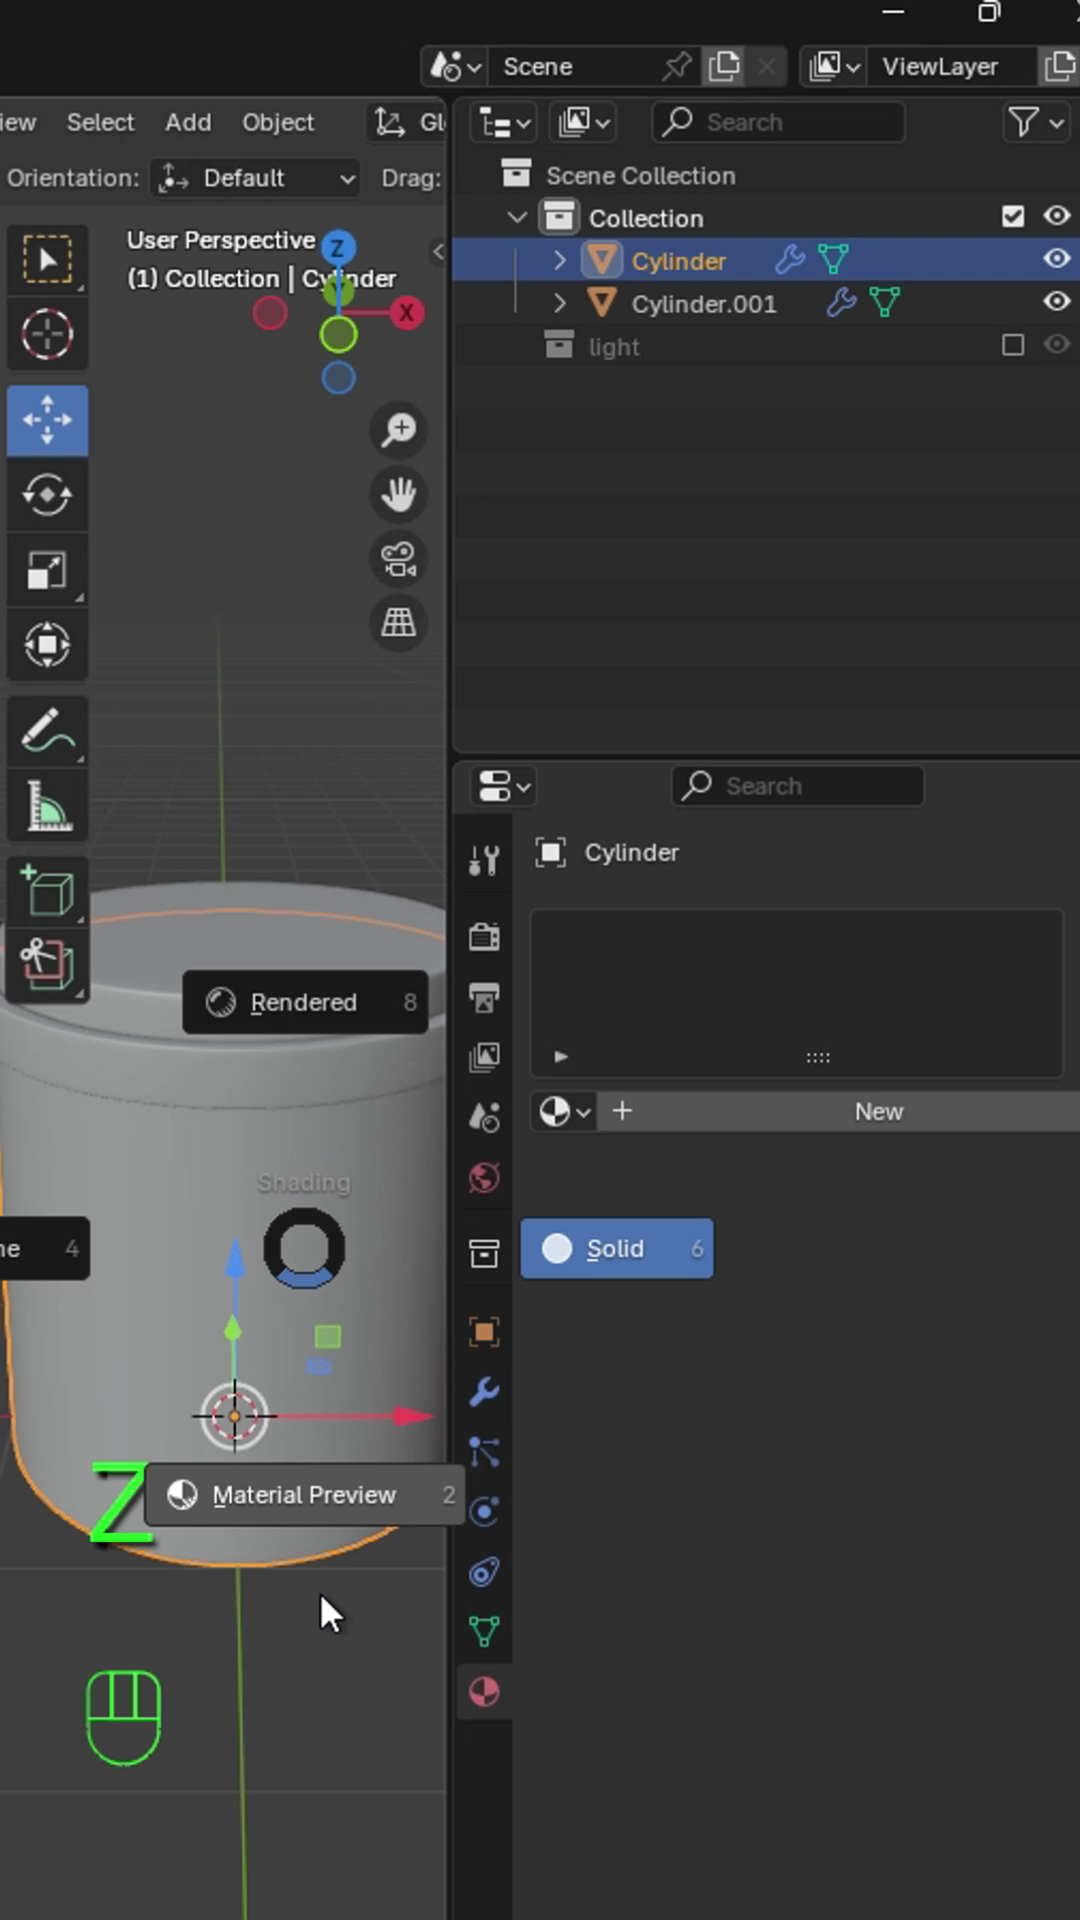 Scene
ViewLayer
iew Select Add Object Gl
Search
Orientation: Default Drag:
Scene Collection
User Perspective
(1) Collection | Cylinder
Z
X
Collection
Cylinder
Cylinder.001
light
Search
Cylinder
Rendered 8
New
Shading
ne 4
Solid 6
Material Preview 2
Z